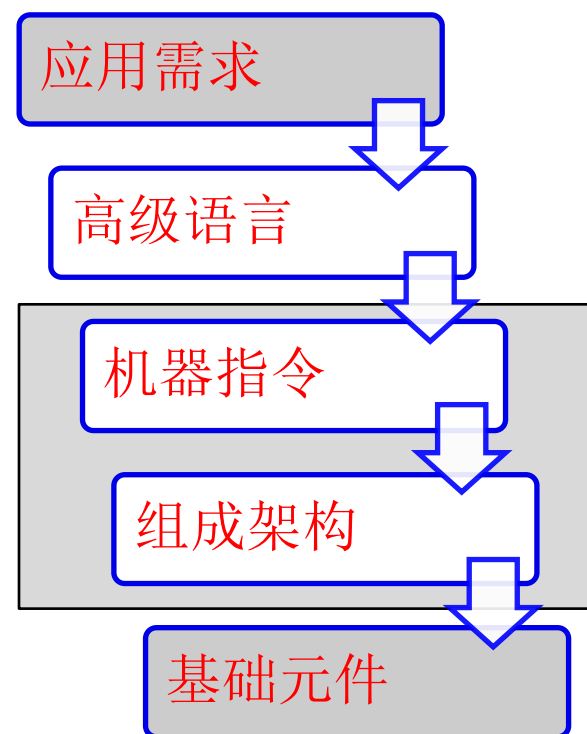 应用需求
高级语言
机器指令
组成架构
基础元件